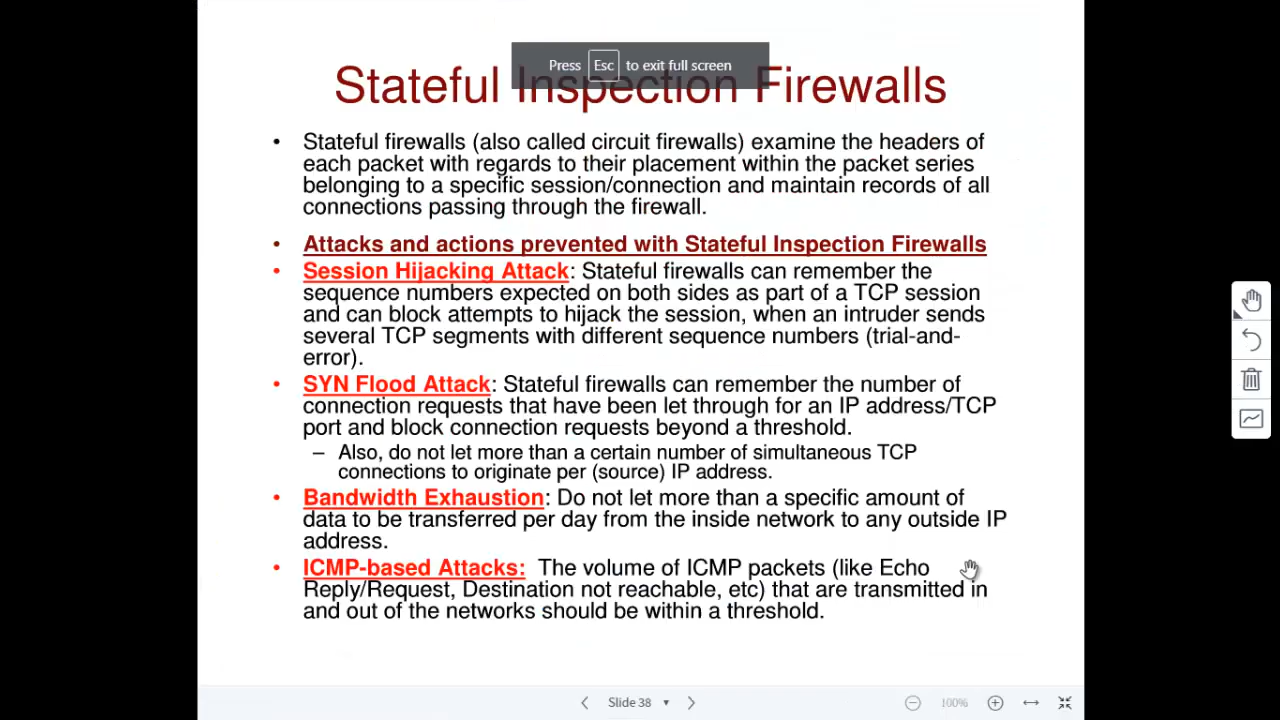 Press Esc to exit full screen
Stateful Inspection Firewalls
• Stateful firewalls (also called circuit firewalls) examine the headers of
each packet with regards to their placement within the packet series
belonging to a specific session/connection and maintain records of all
connections passing through the firewall.
• Attacks and actions prevented with Stateful Inspection Firewalls
• Session Hijacking Attack: Stateful firewalls can remember the
sequence numbers expected on both sides as part of a TCP session
and can block attempts to hijack the session, when an intruder sends
several TCP segments with different sequence numbers (trial-and-
error).
• SYN Flood Attack: Stateful firewalls can remember the number of
connection requests that have been let through for an IP address/TCP
port and block connection requests beyond a threshold.
– Also, do not let more than a certain number of simultaneous TCP
connections to originate per (source) IP address.
• Bandwidth Exhaustion: Do not let more than a specific amount of
data to be transferred per day from the inside network to any outside IP
address.
• ICMP-based Attacks: The volume of ICMP packets (like Echo
Reply/Request, Destination not reachable, etc) that are transmitted in
and out of the networks should be within a threshold.
Slide 38
100%